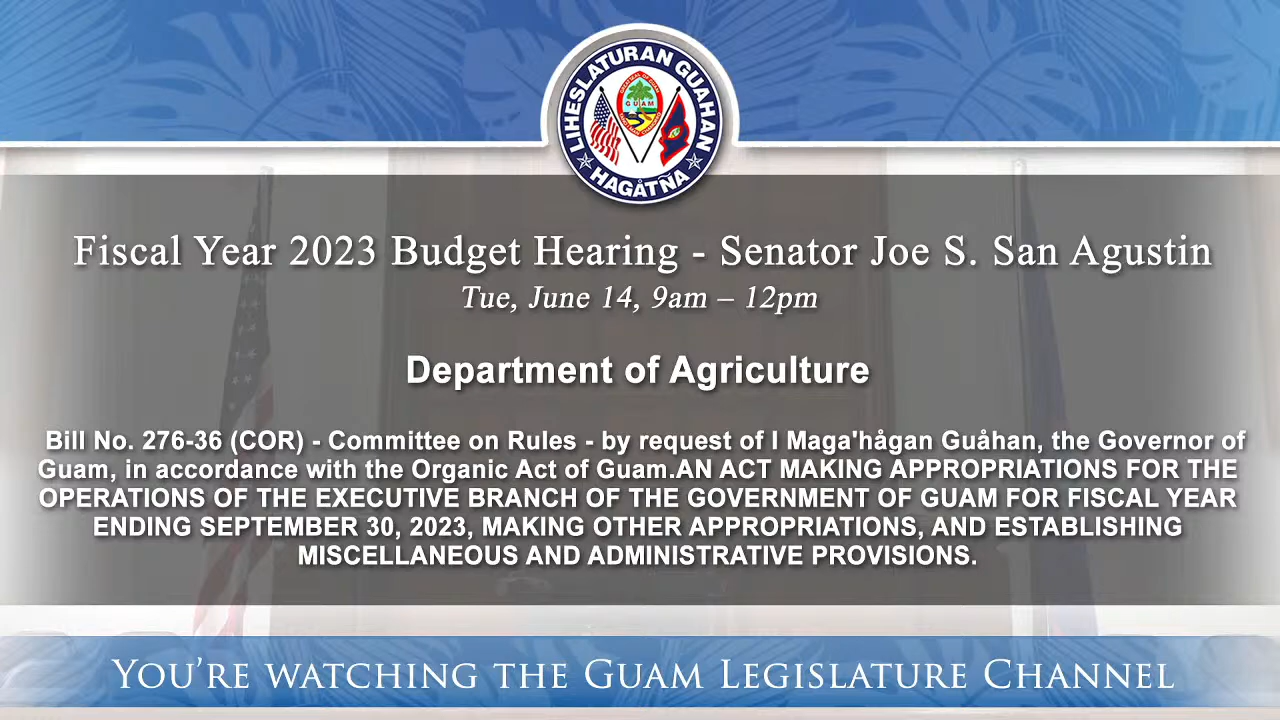 LIHESLATURAN GUAHAN
GUAM
HAGÅTÑA
Fiscal Year 2023 Budget Hearing - Senator Joe S. San Agustin
Tue, June 14, 9am – 12pm
Department of Agriculture
Bill No. 276-36 (COR) - Committee on Rules - by request of I Maga'hågan Guåhan, the Governor of
Guam, in accordance with the Organic Act of Guam.AN ACT MAKING APPROPRIATIONS FOR THE
OPERATIONS OF THE EXECUTIVE BRANCH OF THE GOVERNMENT OF GUAM FOR FISCAL YEAR
ENDING SEPTEMBER 30, 2023, MAKING OTHER APPROPRIATIONS, AND ESTABLISHING
MISCELLANEOUS AND ADMINISTRATIVE PROVISIONS.
YOU'RE WATCHING THE GUAM LEGISLATURE CHANNEL